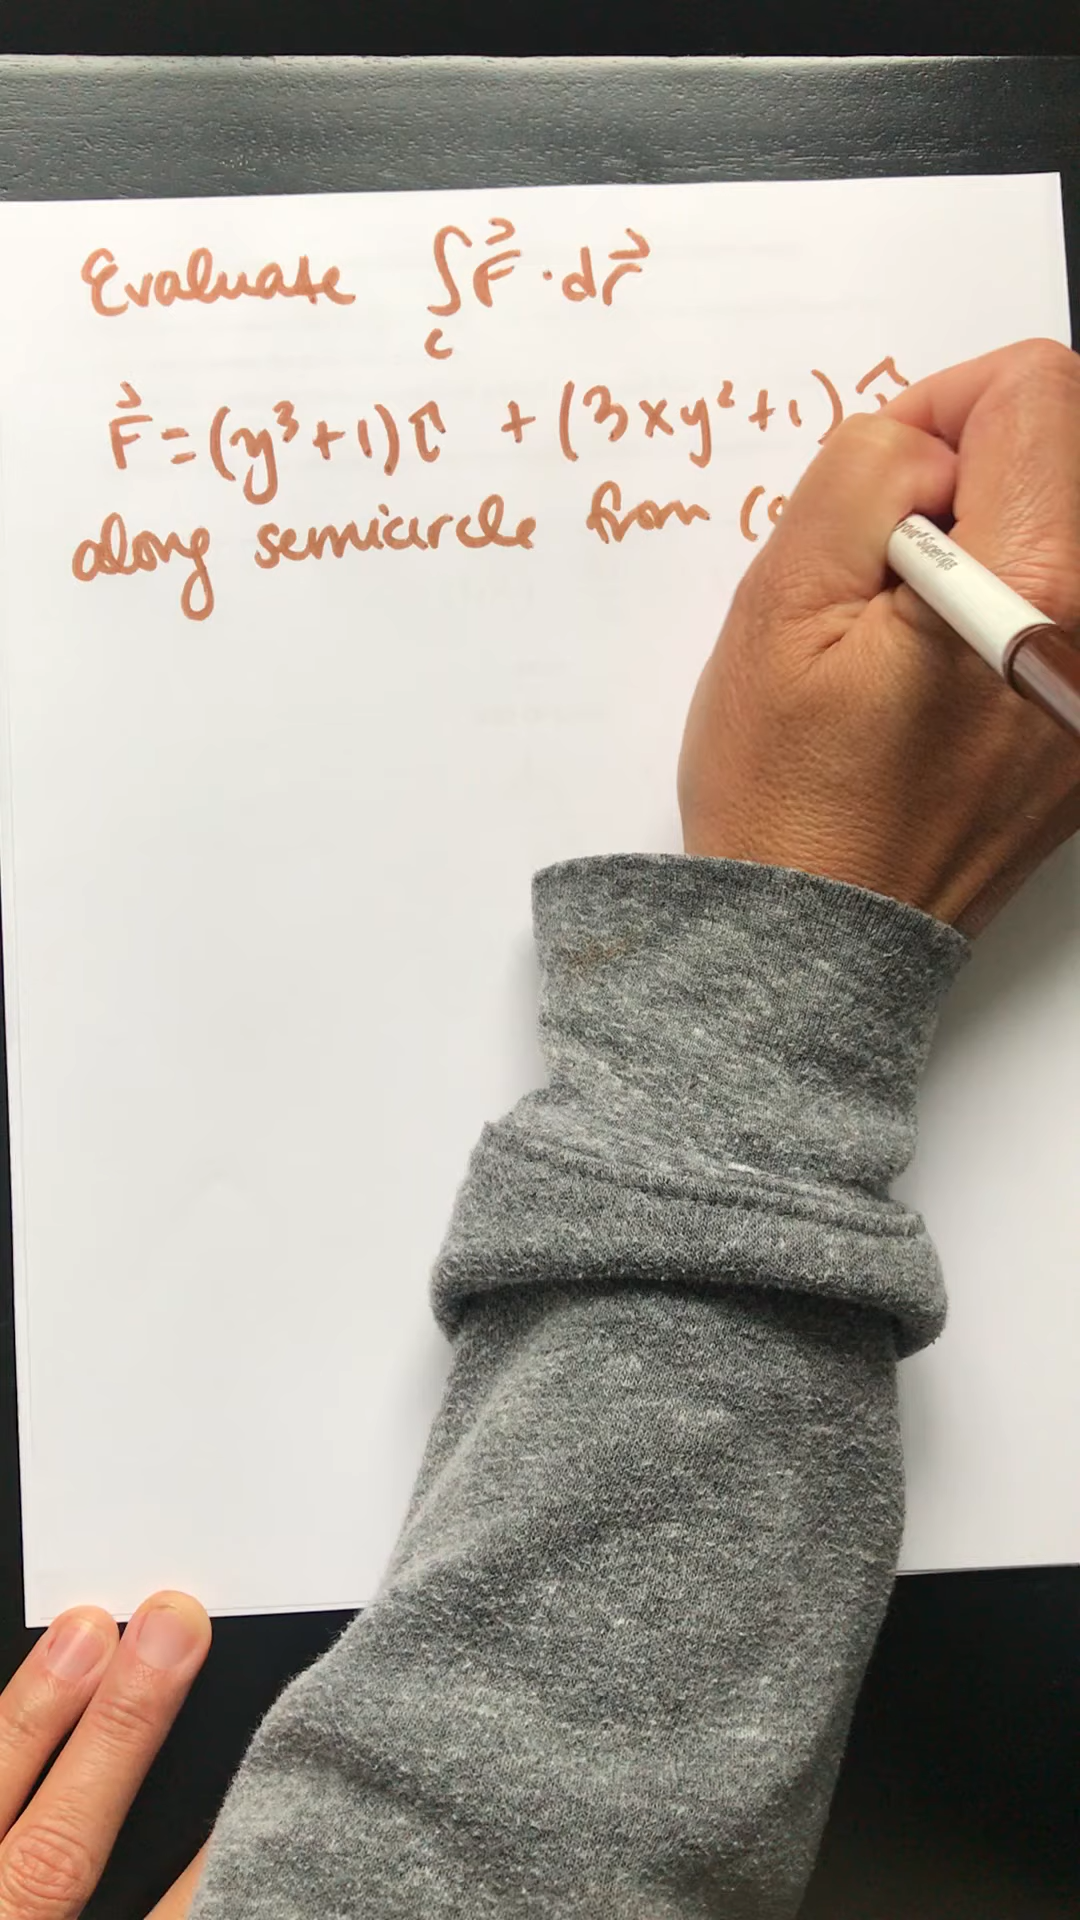 Evaluate ∫_C F⃗ · dr⃗
F⃗ = (y³+1)î + (3xy²+1)
along semicircle from (